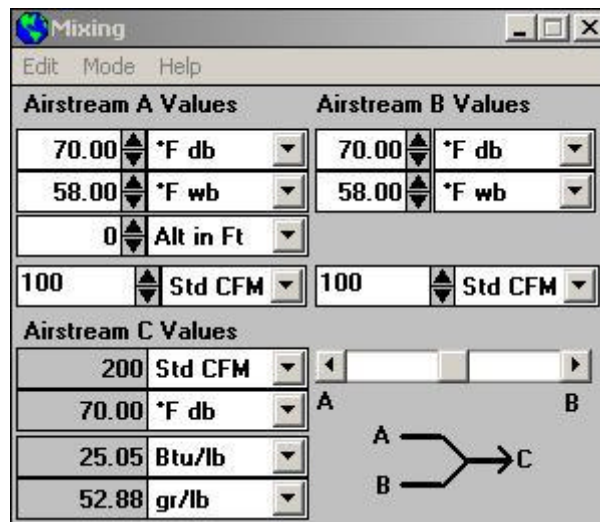 Mixing
Edit Mode Help
Airstream A Values Airstream B Values
70.00 °F db 70.00 °F db
58.00 °F wb 58.00 °F wb
0 Alt in Ft
100 Std CFM 100 Std CFM
Airstream C Values
200 Std CFM
70.00 °F db
A B
25.05 Btu/lb
A
C
B
52.88 gr/lb